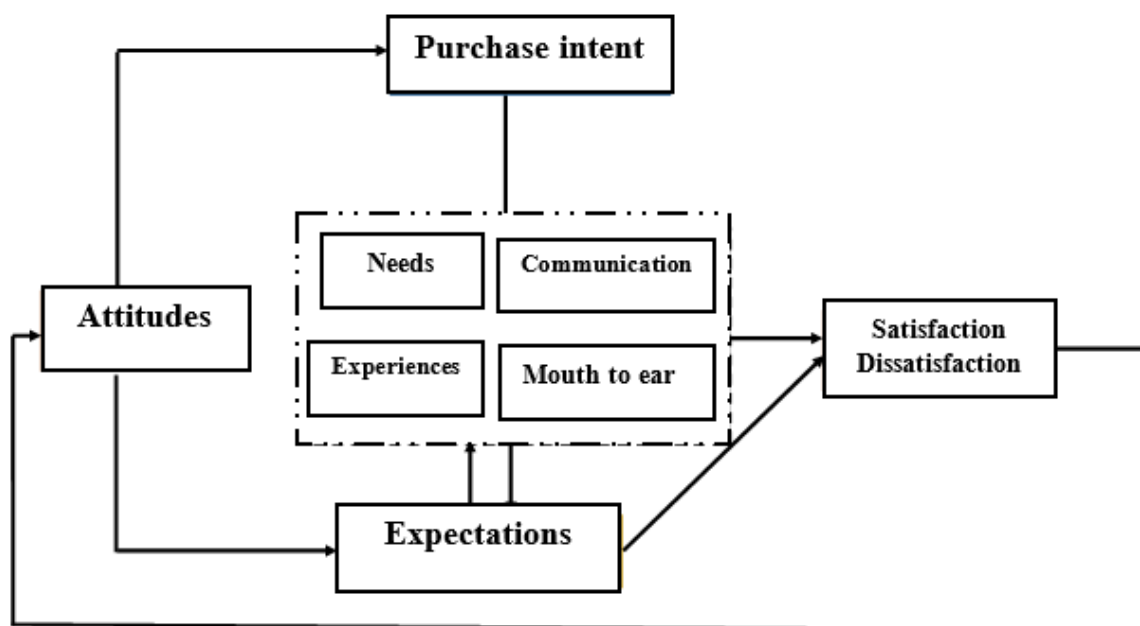 Purchase intent
Needs
Communication
Attitudes
Experiences
Mouth to ear
Satisfaction
Dissatisfaction
Expectations